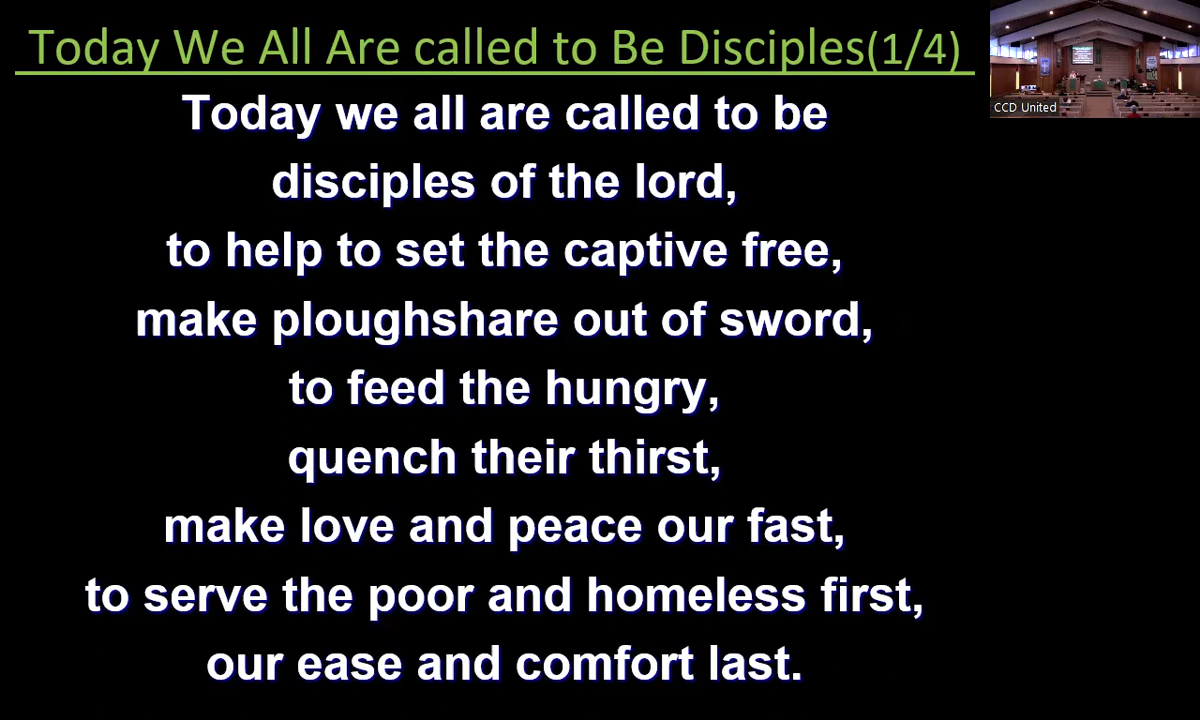 Today We All Are called to Be Disciples(1/4)
Today we all are called to be
disciples of the lord,
to help to set the captive free,
make ploughshare out of sword,
to feed the hungry,
quench their thirst,
make love and peace our fast,
to serve the poor and homeless first,
our ease and comfort last.
CCD United